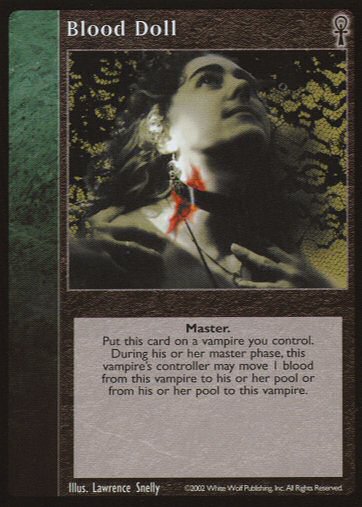 Blood Doll
Master.
Put this card on a vampire you control.
During his or her master phase, this
vampire's controller may move 1 blood
from this vampire to his or her pool or
from his or her pool to this vampire.
Illus. Lawrence Snelly
©2002 White Wolf Publishing, Inc. All Rights Reserved.